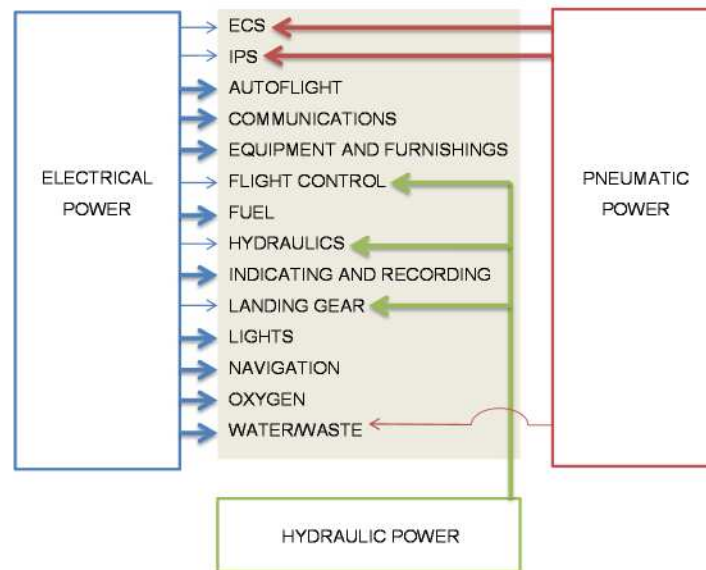 ECS
IPS
AUTOFLIGHT
COMMUNICATIONS
EQUIPMENT AND FURNISHINGS
ELECTRICAL
POWER
FLIGHT CONTROL
PNEUMATIC
POWER
FUEL
HYDRAULICS
INDICATING AND RECORDING
LANDING GEAR
LIGHTS
NAVIGATION
OXYGEN
WATER/WASTE
HYDRAULIC POWER